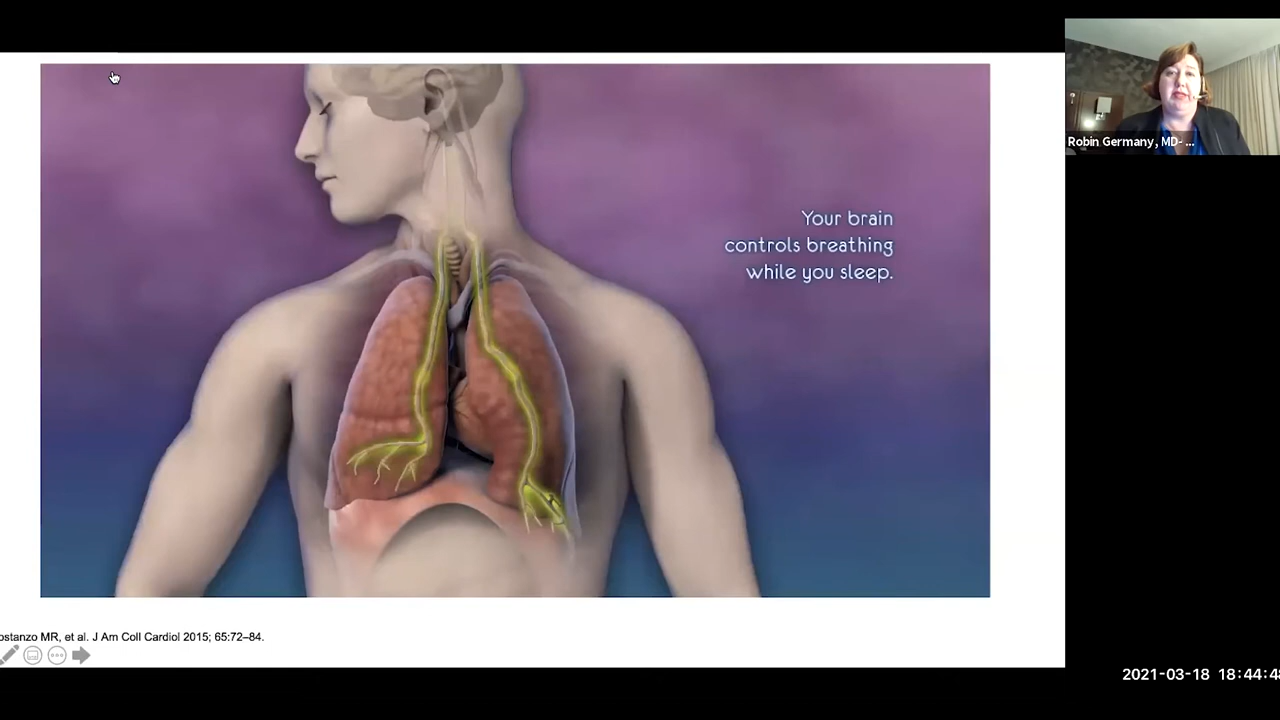 Robin Germany, MD- ...
Your brain
controls breathing
while you sleep.
ostanzo MR, et al. J Am Coll Cardiol 2015; 65:72–84.
2021-03-18 18:44:4